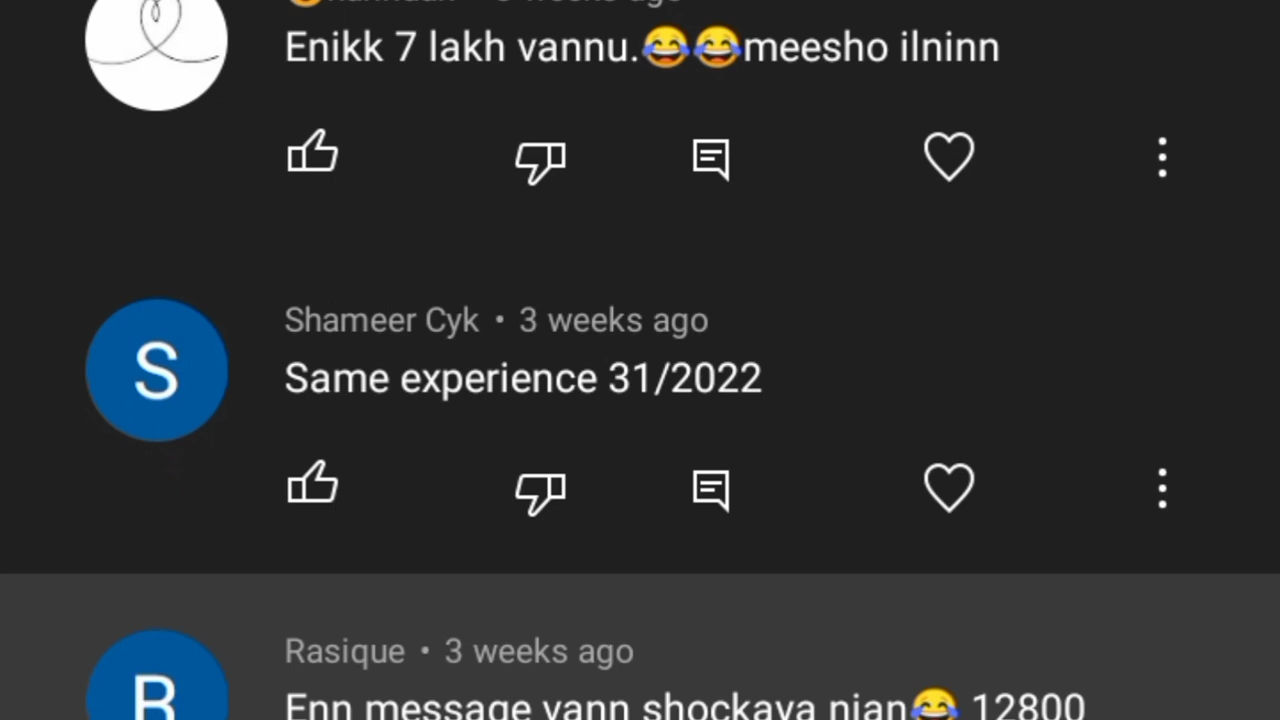 Enikk 7 lakh vannu.😂😂meesho ilninn
S
Shameer Cyk • 3 weeks ago
Same experience 31/2022
R
Rasique • 3 weeks ago
Enn message vann shockaya njan😂 12800